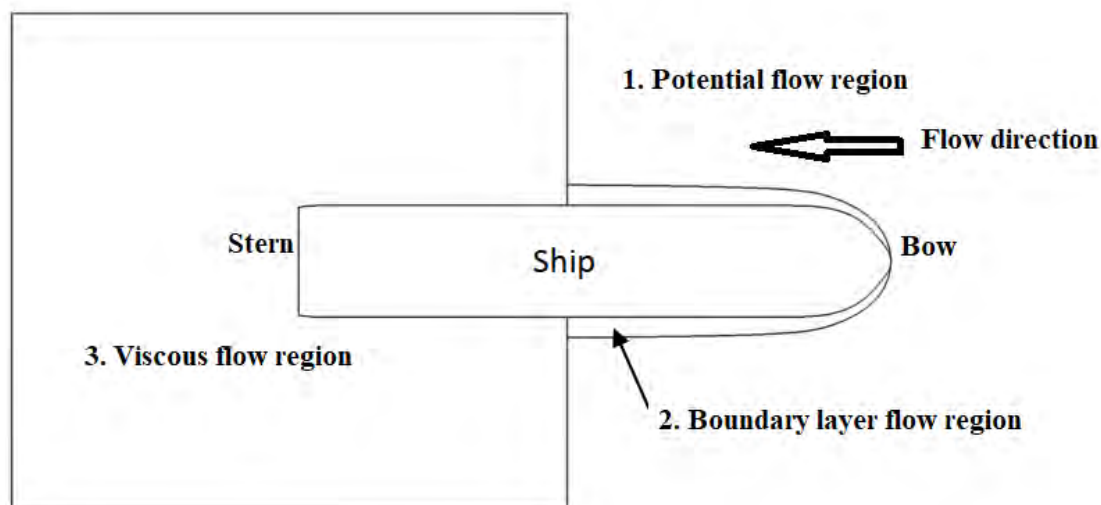 1. Potential flow region
Flow direction
Stern
Ship
Bow
3. Viscous flow region
2. Boundary layer flow region